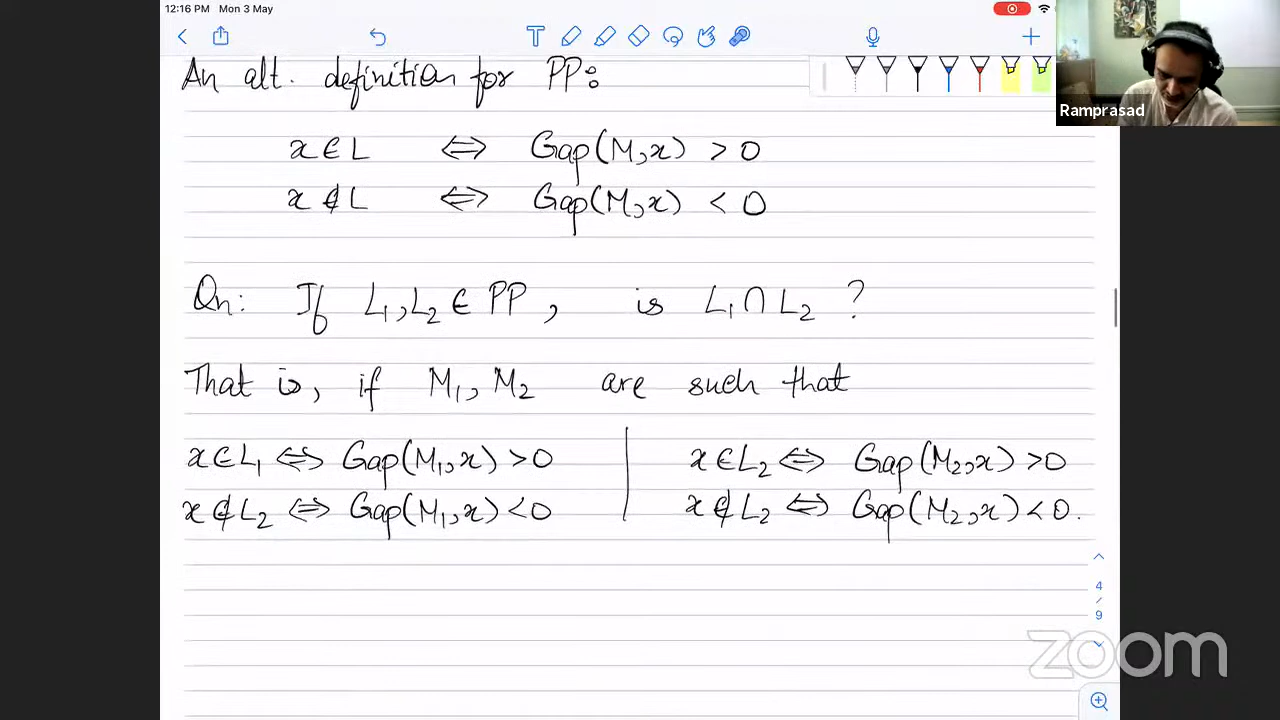 12:16 PM Mon 3 May
Ramprasad
An alt. definition for PP:
x ∈ L ⇔ Gap(M,x) > 0
x ∉ L ⇔ Gap(M,x) < 0
Qn: If L₁,L₂ ∈ PP, is L₁ ∩ L₂ ?
That is, if M₁, M₂ are such that
x ∈ L₁ ⇔ Gap(M₁,x) > 0
x ∉ L₂ ⇔ Gap(M₁,x) < 0
x ∈ L₂ ⇔ Gap(M₂,x) > 0
x ∉ L₂ ⇔ Gap(M₂,x) < 0.
4
/
9
zoom